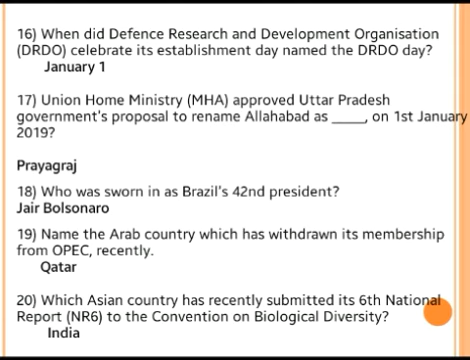 16) When did Defence Research and Development Organisation
(DRDO) celebrate its establishment day named the DRDO day?
January 1
17) Union Home Ministry (MHA) approved Uttar Pradesh
government's proposal to rename Allahabad as _____, on 1st January
2019?
Prayagraj
18) Who was sworn in as Brazil's 42nd president?
Jair Bolsonaro
19) Name the Arab country which has withdrawn its membership
from OPEC, recently.
Qatar
20) Which Asian country has recently submitted its 6th National
Report (NR6) to the Convention on Biological Diversity?
India